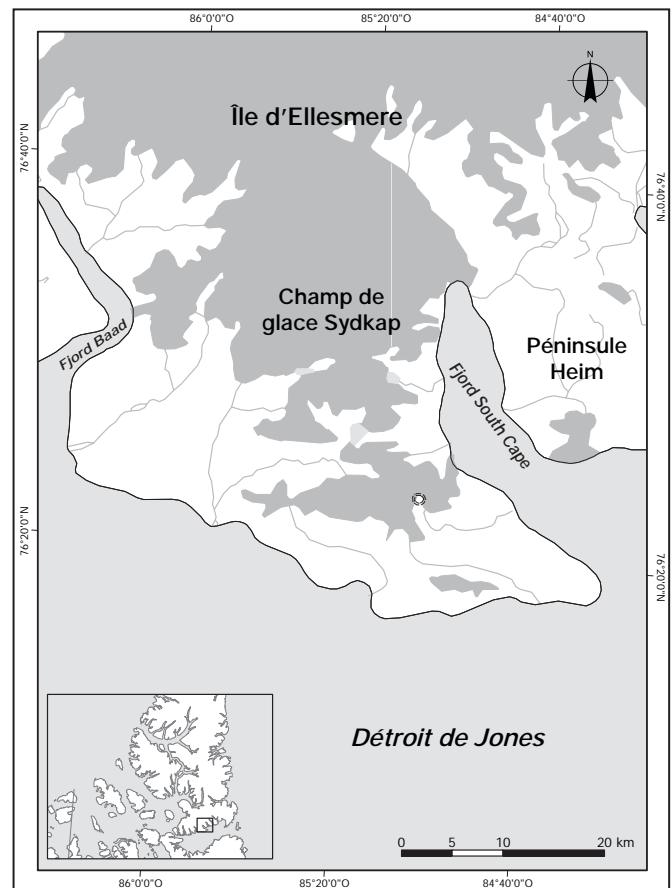 86°0'0"O 85°20'0"O 84°40'0"O
N
Île d'Ellesmere
76°40'0"N
76°40'0"N
Champ de
glace Sydkap
Fjord Baad
Péninsule
Heim
Fjord South Cape
76°20'0"N
76°20'0"N
Détroit de Jones
0 5 10 20 km
86°0'0"O 85°20'0"O 84°40'0"O